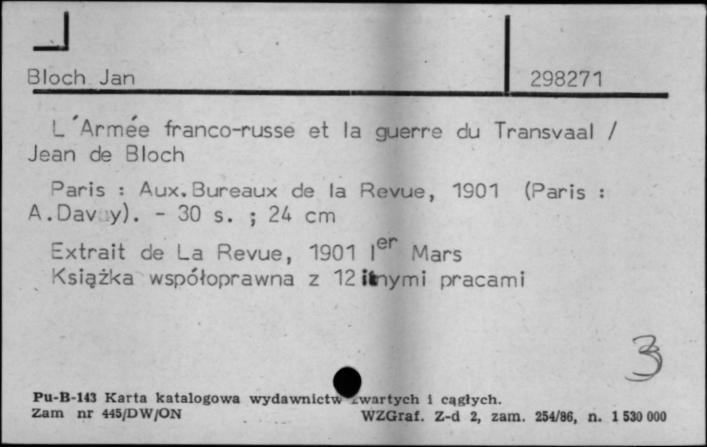 Bloch Jan 298271
L'Armée franco-russe et la guerre du Transvaal /
Jean de Bloch
Paris : Aux.Bureaux de la Revue, 1901 (Paris :
A.Davy). - 30 s. ; 24 cm
Extrait de La Revue, 1901 Ier Mars
Książka współoprawna z 12 innymi pracami
3
Pu-B-143 Karta katalogowa wydawnictw zwartych i ciągłych.
Zam nr 445/DW/ON WZGraf. Z-d 2, zam. 254/86, n. 1 530 000